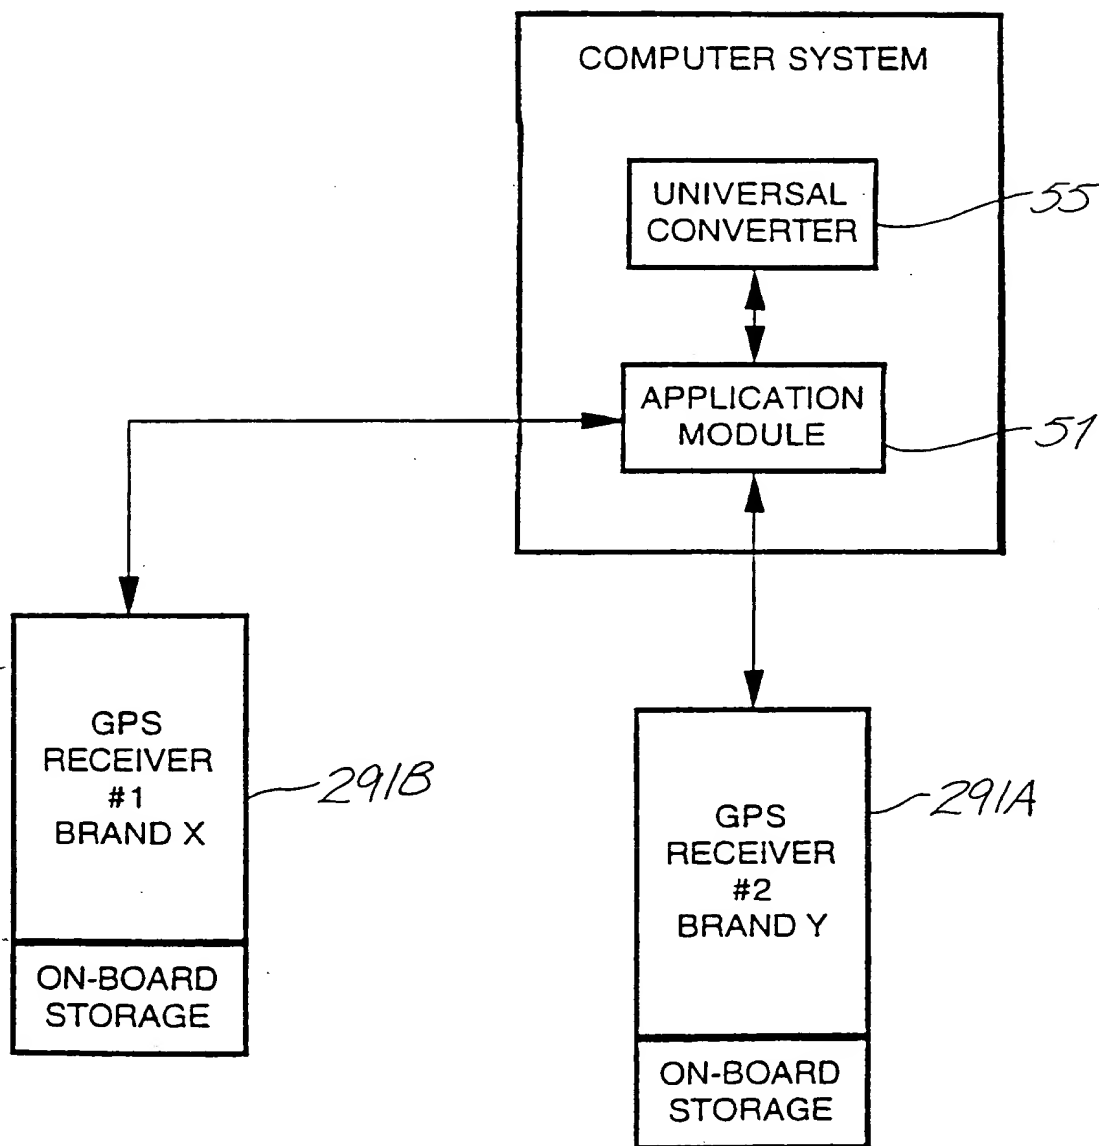 COMPUTER SYSTEM
UNIVERSAL
CONVERTER
55
APPLICATION
MODULE
51
GPS
RECEIVER
#1
BRAND X
291B
ON-BOARD
STORAGE
GPS
RECEIVER
#2
BRAND Y
291A
ON-BOARD
STORAGE